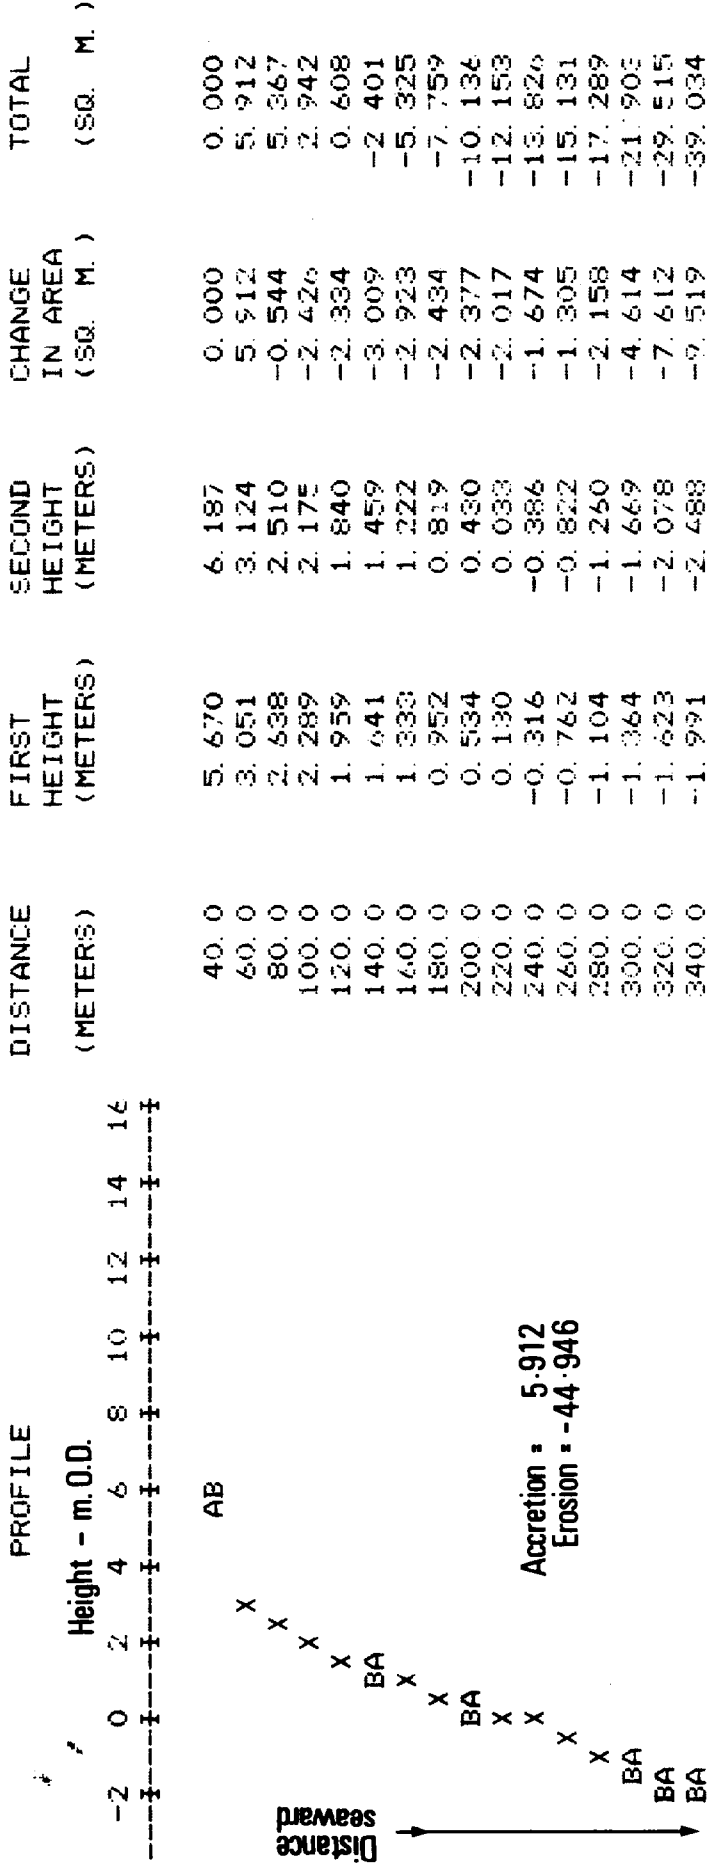 PROFILE DISTANCE FIRST SECOND CHANGE TOTAL
HEIGHT HEIGHT IN AREA
Height - m. O.D. (METERS) (METERS) (METERS) (SQ. M.) (SQ. M.)
-2 0 2 4 6 8 10 12 14 16
AB 40.0 5.670 6.187 0.000 0.000
X 60.0 3.051 3.124 5.912 5.912
X 80.0 2.638 2.510 -0.544 5.367
X 100.0 2.289 2.175 -2.426 2.942
X 120.0 1.959 1.840 -2.334 0.608
BA 140.0 1.641 1.459 -3.009 -2.401
X 160.0 1.333 1.222 -2.923 -5.325
X 180.0 0.952 0.819 -2.434 -7.759
BA 200.0 0.534 0.430 -2.377 -10.136
X 220.0 0.130 0.033 -2.017 -12.153
X 240.0 -0.316 -0.386 -1.674 -13.826
X 260.0 -0.762 -0.822 -1.305 -15.131
X 280.0 -1.104 -1.260 -2.158 -17.289
BA 300.0 -1.364 -1.669 -4.614 -21.903
BA 320.0 -1.623 -2.078 -7.612 -29.515
BA 340.0 -1.991 -2.488 -9.519 -39.034
Distance
seaward
Accretion = 5·912
Erosion = -44·946